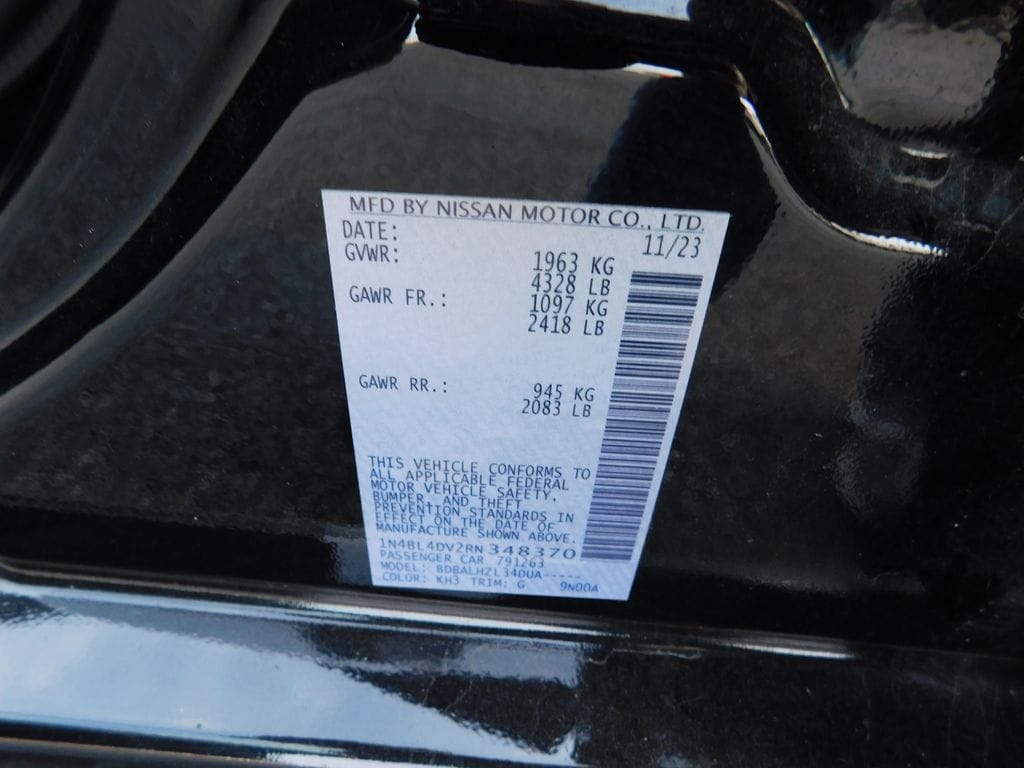 MFD BY NISSAN MOTOR CO., LTD.
DATE: 11/23
GVWR: 1963 KG
4328 LB
GAWR FR.: 1097 KG
2418 LB
GAWR RR.: 945 KG
2083 LB
THIS VEHICLE CONFORMS TO
ALL APPLICABLE FEDERAL
MOTOR VEHICLE SAFETY,
BUMPER, AND THEFT
PREVENTION STANDARDS IN
EFFECT ON THE DATE OF
MANUFACTURE SHOWN ABOVE.
1N4BL4DV2RN348370
PASSENGER CAR 791263
MODEL: BDBALHZL34DUA-----
COLOR: KH3 TRIM: G 9N00A